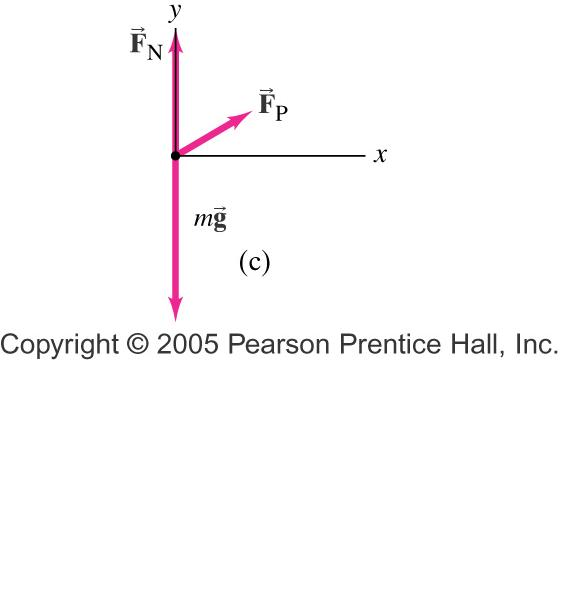 y
F⃗N
F⃗P
x
mg⃗
(c)
Copyright © 2005 Pearson Prentice Hall, Inc.